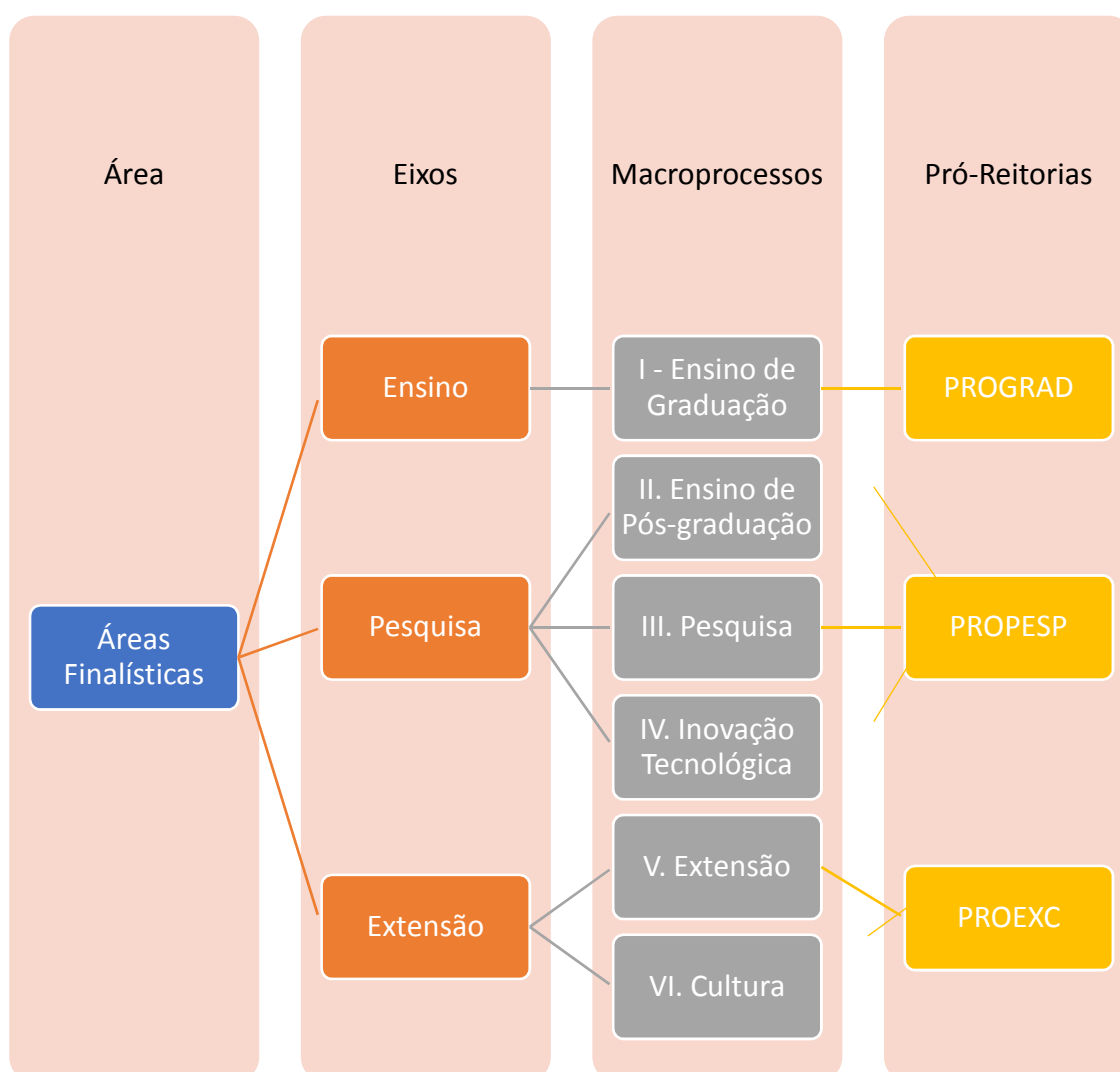 Área
Eixos
Macroprocessos
Pró-Reitorias
Áreas
Finalísticas
Ensino
Pesquisa
Extensão
I - Ensino de
Graduação
II. Ensino de
Pós-graduação
III. Pesquisa
IV. Inovação
Tecnológica
V. Extensão
VI. Cultura
PROGRAD
PROPESP
PROEXC